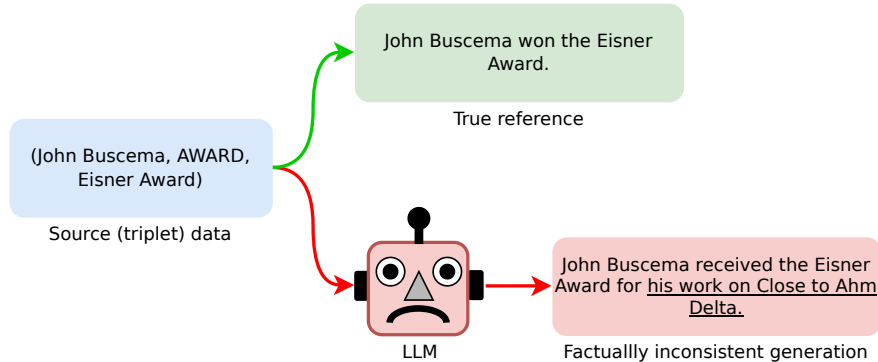 John Buscema won the Eisner
Award.
True reference
(John Buscema, AWARD,
Eisner Award)
Source (triplet) data
John Buscema received the Eisner
Award for his work on Close to Ahm
Delta.
LLM
Factuallly inconsistent generation